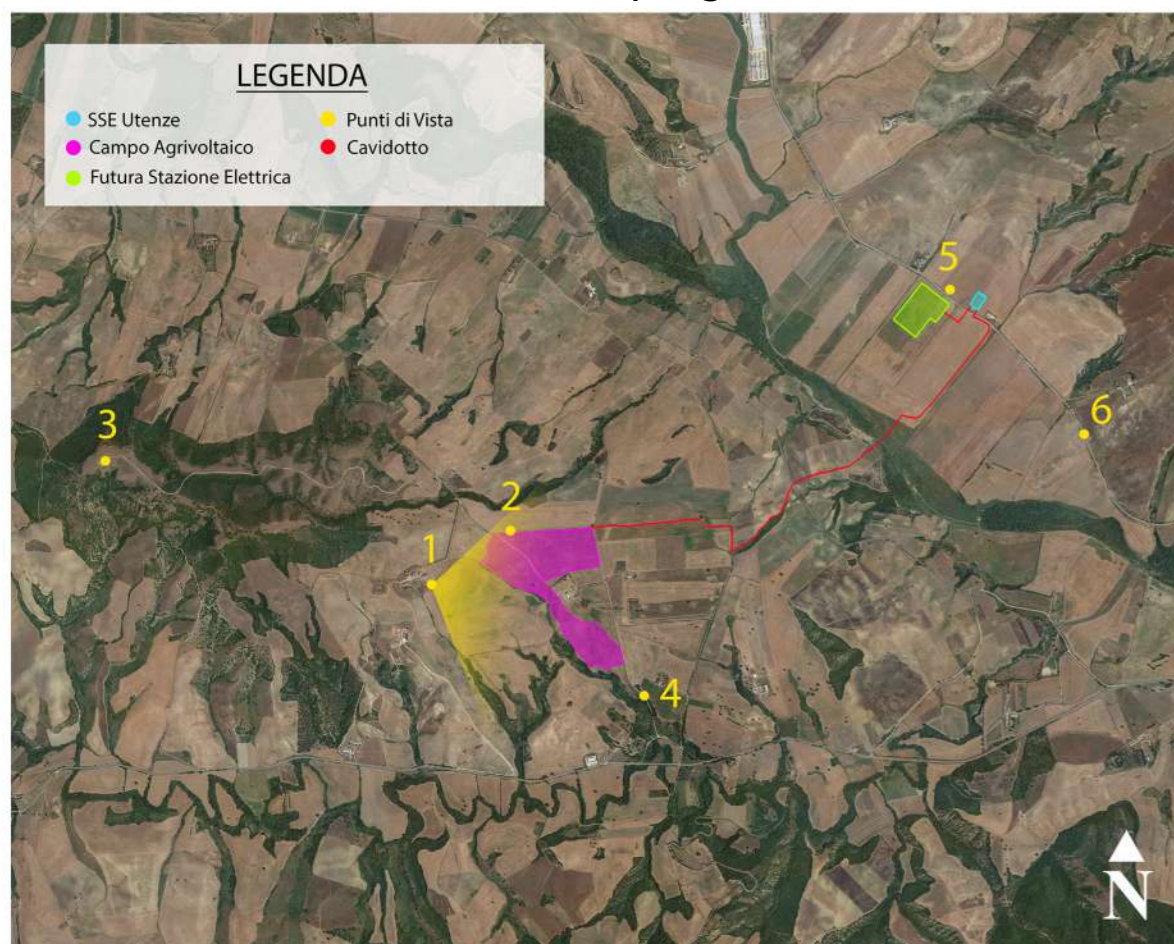 LEGENDA
SSE Utenze
Campo Agrivoltaico
Futura Stazione Elettrica
Punti di Vista
Cavidotto
5
6
3
2
1
4
N